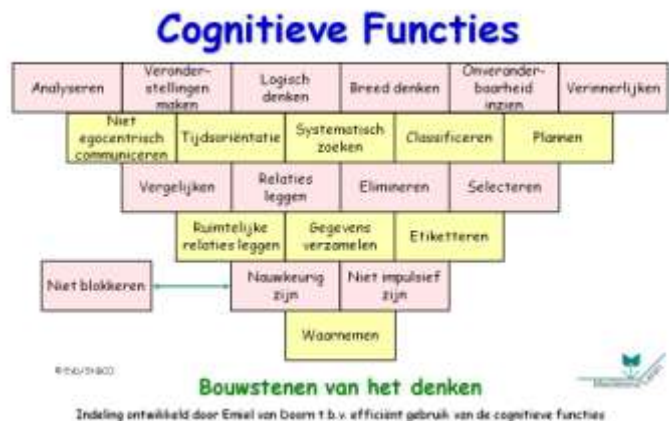 Cognitieve Functies
Analyseren
Veronder-
stellingen
maken
Logisch
denken
Breed denken
Onverander-
baarheid
inzien
Verinnerlijken
Niet
egocentrisch
communiceren
Tijdsoriëntatie
Systematisch
zoeken
Classificeren
Plannen
Vergelijken
Relaties
leggen
Elimineren
Selecteren
Ruimtelijke
relaties leggen
Gegevens
verzamelen
Etiketteren
Niet blokkeren
Nauwkeurig
zijn
Niet impulsief
zijn
Waarnemen
Bouwstenen van het denken
Indeling ontwikkeld door Emiel van Doorn t.b.v. efficiënt gebruik van de cognitieve functies